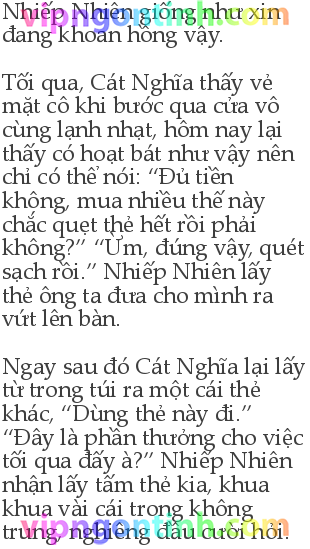 Nhiếp Nhiên giống như xin
vipngontinh.com
đang khoan hồng vậy.
Tối qua, Cát Nghĩa thấy vẻ
mặt cô khi bước qua cửa vô
cùng lạnh nhạt, hôm nay lại
thấy có hoạt bát như vậy nên
chỉ có thể nói: “Đủ tiền
không, mua nhiều thế này
chắc quẹt thẻ hết rồi phải
không?” “Ừm, đúng vậy, quét
sạch rồi.” Nhiếp Nhiên lấy
thẻ ông ta đưa cho mình ra
vứt lên bàn.
Ngay sau đó Cát Nghĩa lại lấy
từ trong túi ra một cái thẻ
khác, “Dùng thẻ này đi.”
“Đây là phần thưởng cho việc
tối qua đấy à?” Nhiếp Nhiên
nhận lấy tấm thẻ kia, khua
khua vài cái trong không
trung, nghiêng đầu cười hỏi.
vipngontinh.com